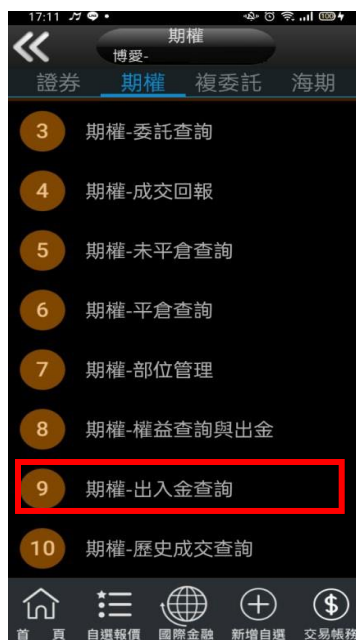 17:11
100
期權
博愛-
證券 期權 複委託 海期
3 期權-委託查詢
4 期權-成交回報
5 期權-未平倉查詢
6 期權-平倉查詢
7 期權-部位管理
8 期權-權益查詢與出金
9 期權-出入金查詢
10 期權-歷史成交查詢
首頁 自選報價 國際金融 新增自選 交易帳務